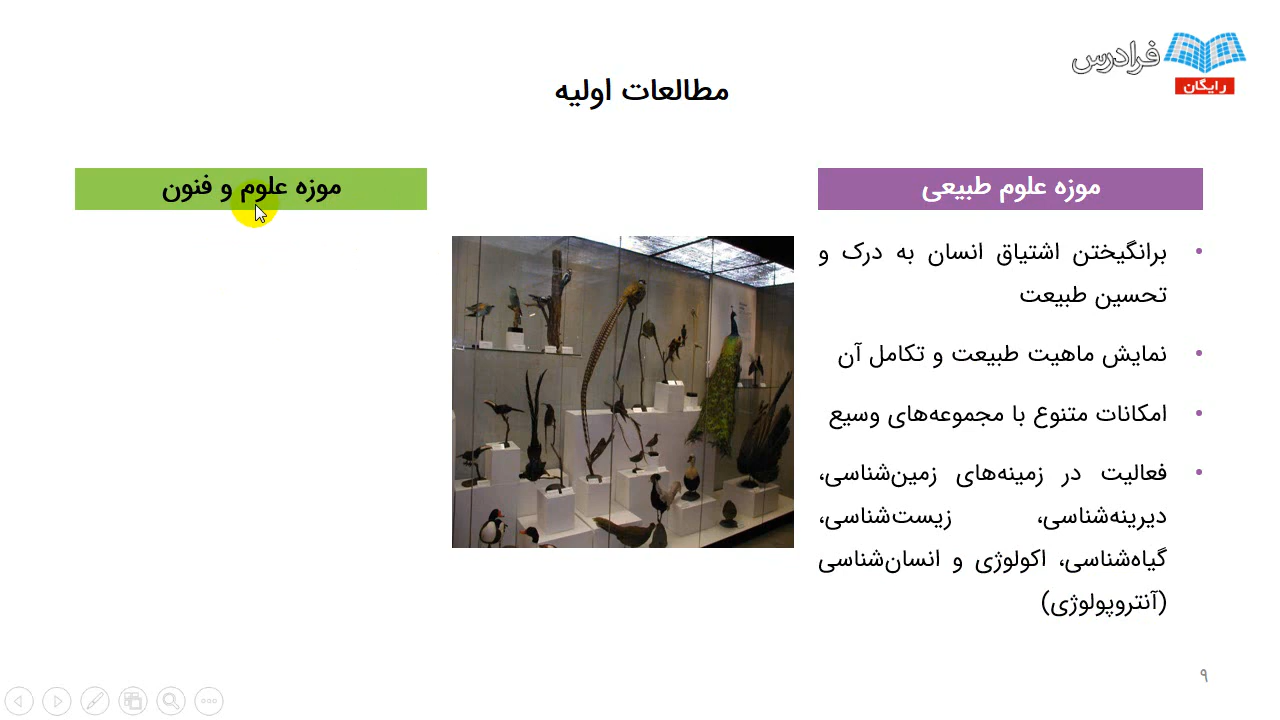 فرادرس
رایگان
مطالعات اولیه
موزه علوم طبیعی
• برانگیختن اشتیاق انسان به درک و
تحسین طبیعت
• نمایش ماهیت طبیعت و تکامل آن
• امکانات متنوع با مجموعه‌های وسیع
• فعالیت در زمینه‌های زمین‌شناسی،
دیرینه‌شناسی، زیست‌شناسی،
گیاه‌شناسی، اکولوژی و انسان‌شناسی
(آنتروپولوژی)
موزه علوم و فنون
۹